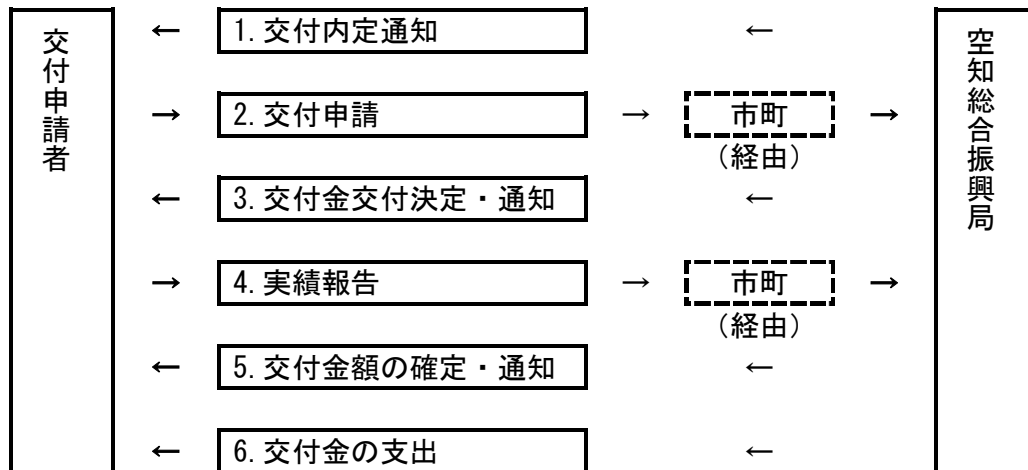 交付申請者
← 1.交付内定通知 ←
→ 2.交付申請 → 市町 →
(経由)
← 3.交付金交付決定・通知 ←
→ 4.実績報告 → 市町 →
(経由)
← 5.交付金額の確定・通知 ←
← 6.交付金の支出 ←
空知総合振興局